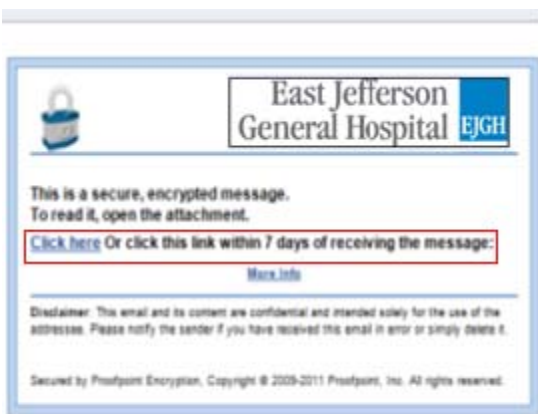 East Jefferson
General Hospital EJGH
This is a secure, encrypted message.
To read it, open the attachment.
Click here Or click this link within 7 days of receiving the message:
More Info
Disclaimer: This email and its content are confidential and intended solely for the use of the
addressee. Please notify the sender if you have received this email in error or simply delete it.
Secured by Proofpoint Encryption, Copyright © 2009-2011 Proofpoint, Inc. All rights reserved.